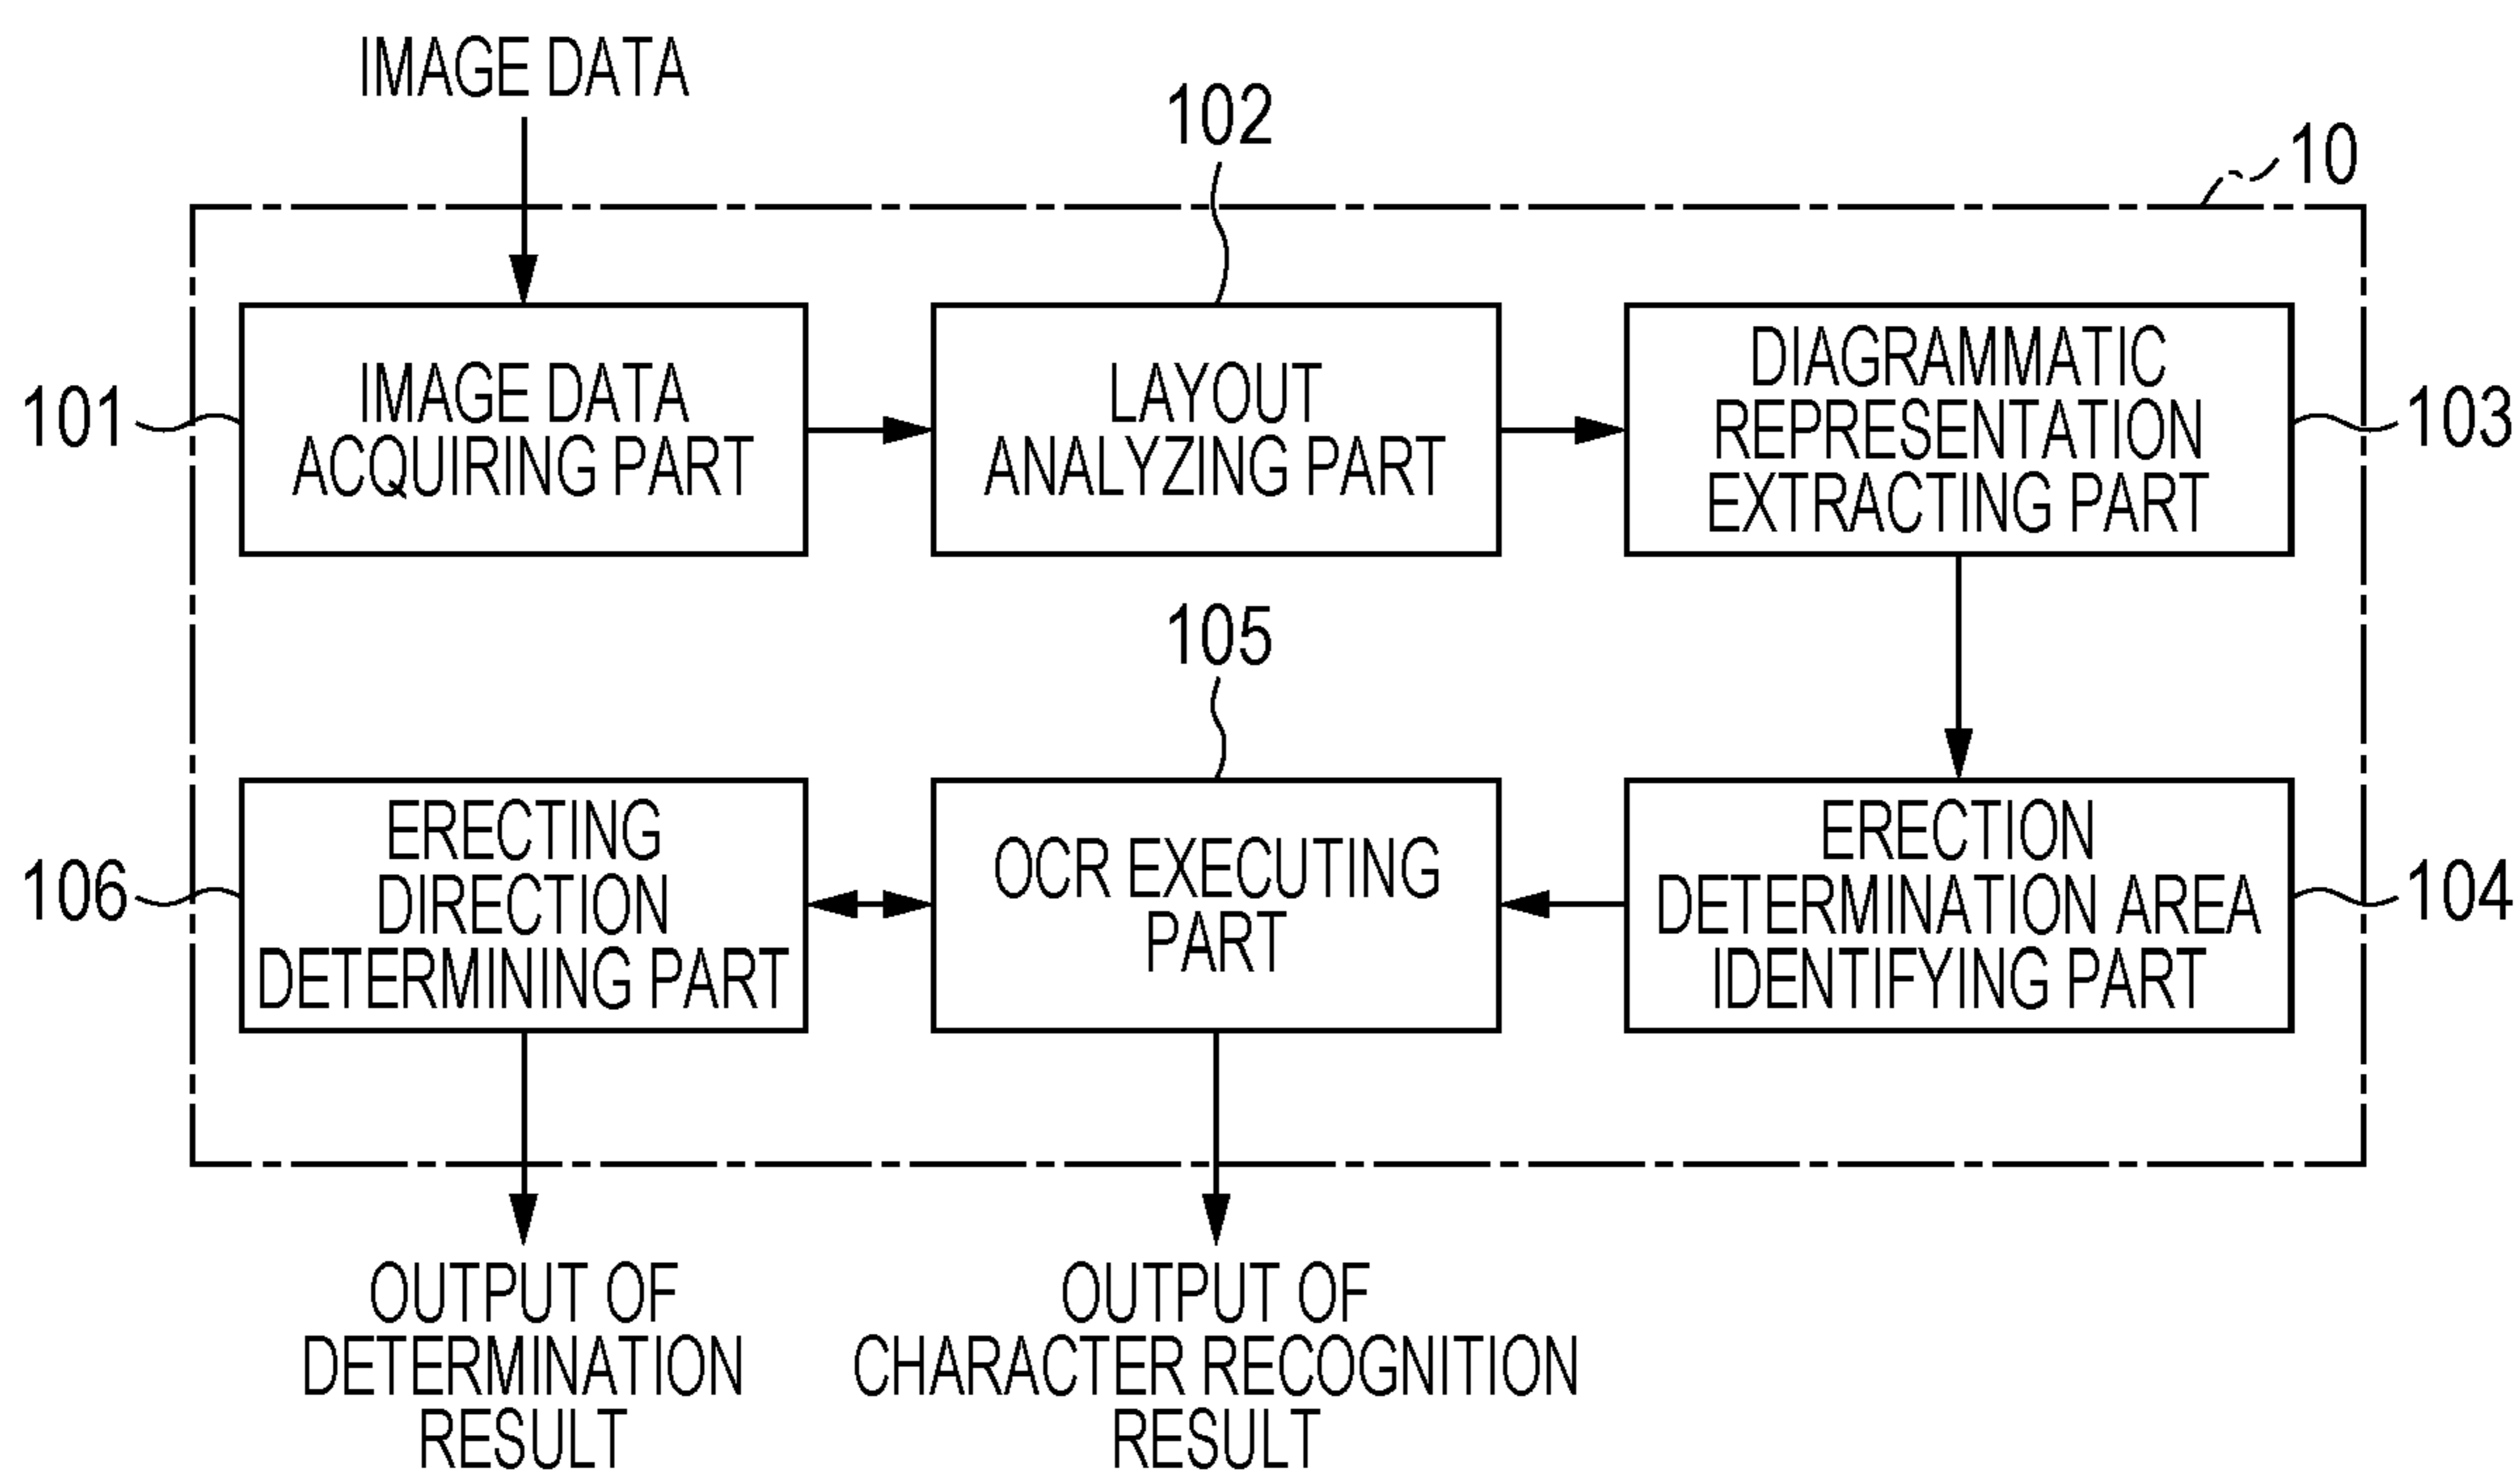 IMAGE DATA
102
10
101
IMAGE DATA
ACQUIRING PART
LAYOUT
ANALYZING PART
DIAGRAMMATIC
REPRESENTATION
EXTRACTING PART
103
105
106
ERECTING
DIRECTION
DETERMINING PART
OCR EXECUTING
PART
ERECTION
DETERMINATION AREA
IDENTIFYING PART
104
OUTPUT OF
DETERMINATION
RESULT
OUTPUT OF
CHARACTER RECOGNITION
RESULT